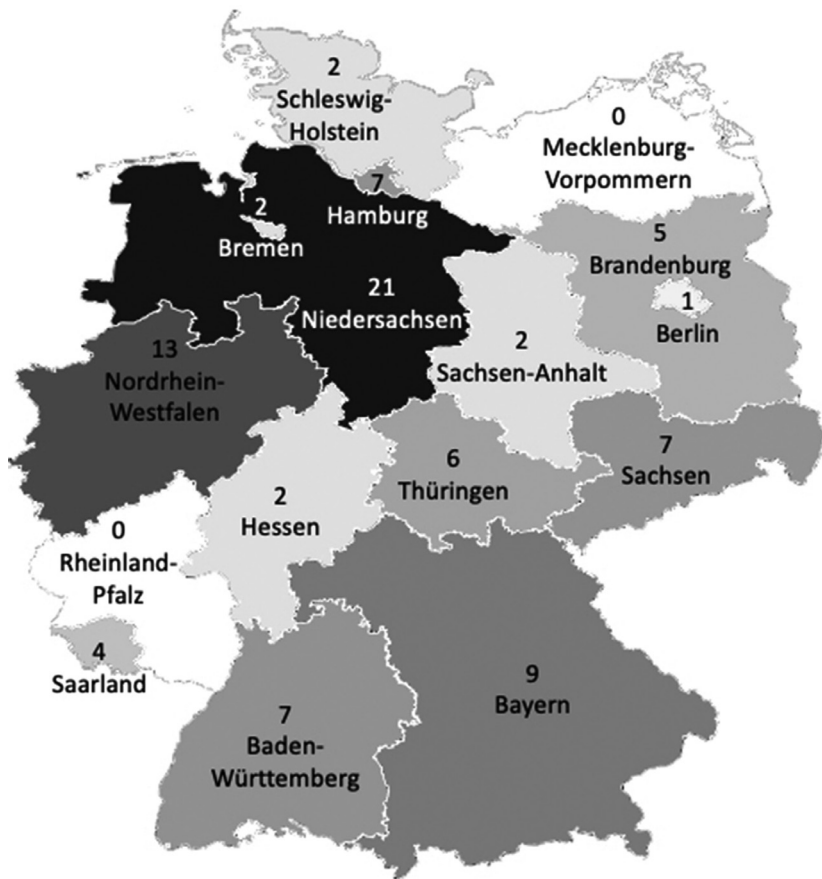 2
Schleswig-
Holstein
0
Mecklenburg-
Vorpommern
7
Hamburg
2
Bremen
5
Brandenburg
1
Berlin
21
Niedersachsen
2
Sachsen-Anhalt
13
Nordrhein-
Westfalen
7
Sachsen
6
Thüringen
2
Hessen
0
Rheinland-
Pfalz
4
Saarland
9
Bayern
7
Baden-
Württemberg